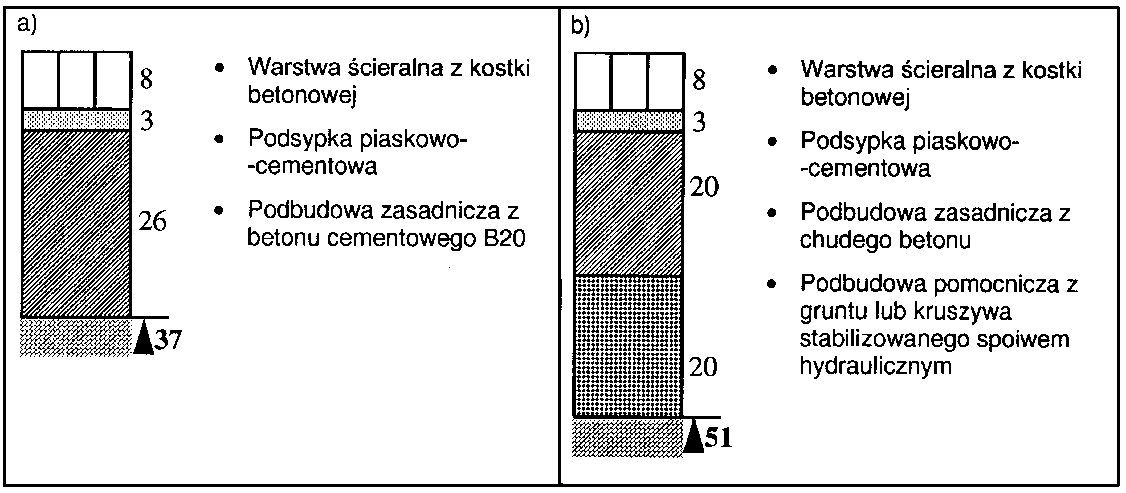 a)
8
3
26
37
• Warstwa ścieralna z kostki
betonowej
• Podsypka piaskowo-
-cementowa
• Podbudowa zasadnicza z
betonu cementowego B20
b)
8
3
20
20
51
• Warstwa ścieralna z kostki
betonowej
• Podsypka piaskowo-
-cementowa
• Podbudowa zasadnicza z
chudego betonu
• Podbudowa pomocnicza z
gruntu lub kruszywa
stabilizowanego spoiwem
hydraulicznym